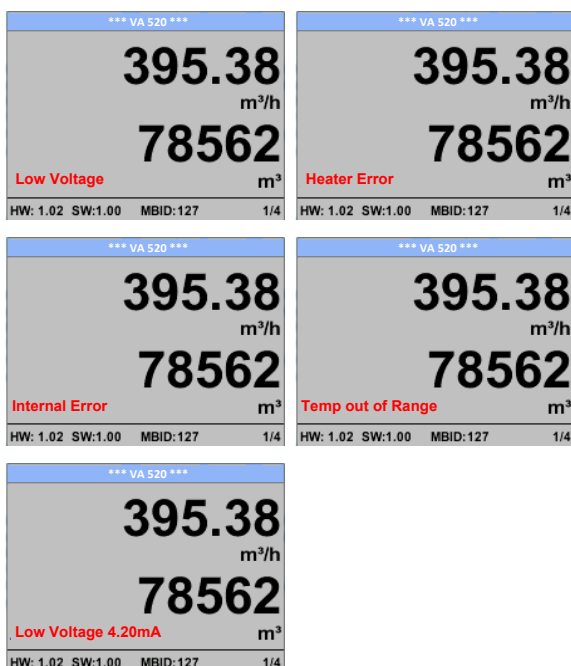 *** VA 520 ***
395.38
m³/h
78562
Low Voltage
m³
HW: 1.02 SW:1.00 MBID:127 1/4
*** VA 520 ***
395.38
m³/h
78562
Heater Error
m³
HW: 1.02 SW:1.00 MBID:127 1/4
*** VA 520 ***
395.38
m³/h
78562
Internal Error
m³
HW: 1.02 SW:1.00 MBID:127 1/4
*** VA 520 ***
395.38
m³/h
78562
Temp out of Range
m³
HW: 1.02 SW:1.00 MBID:127 1/4
*** VA 520 ***
395.38
m³/h
78562
Low Voltage 4.20mA
m³
HW: 1.02 SW:1.00 MBID:127 1/4